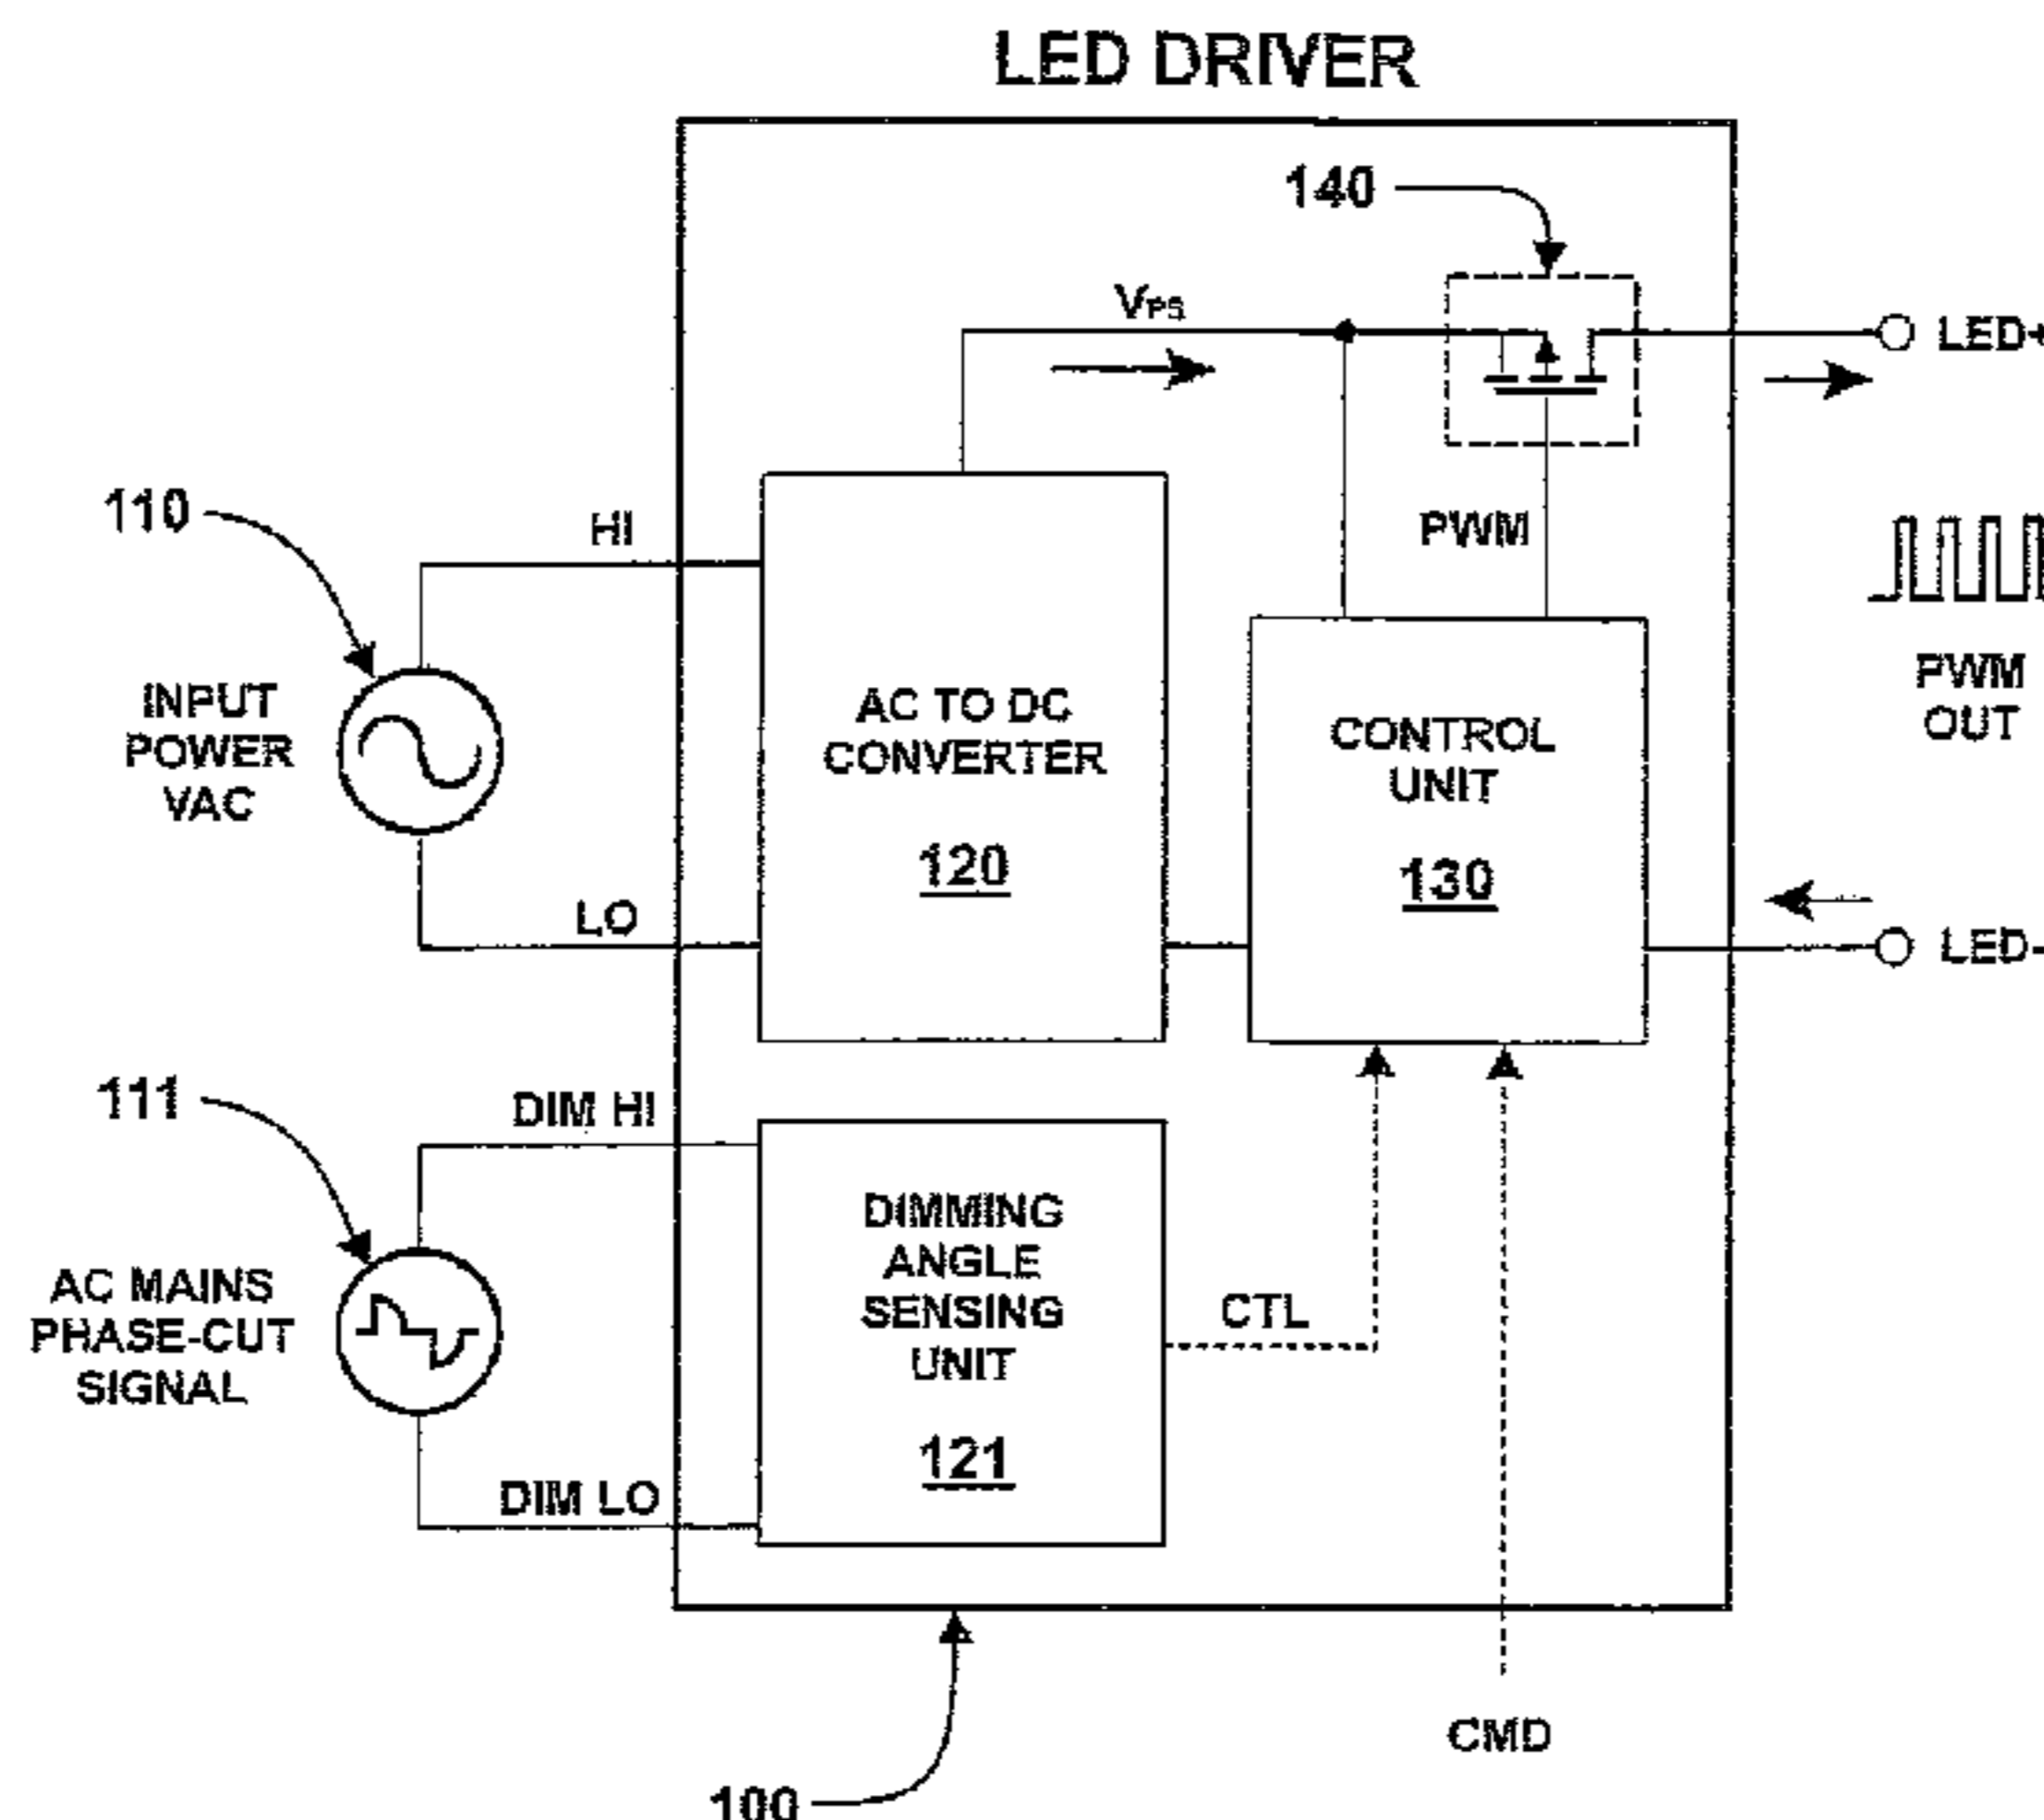 LED DRIVER
140
VPS
LED+
110
HI
PWM
INPUT
POWER
VAC
AC TO DC
CONVERTER
120
CONTROL
UNIT
130
PWM
OUT
LO
LED-
111
DIM HI
AC MAINS
PHASE-CUT
SIGNAL
DIMMING
ANGLE
SENSING
UNIT
121
CTL
DIM LO
CMD
100